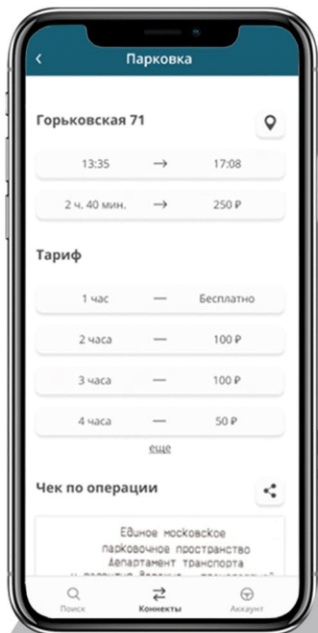 Парковка
Горьковская 71
13:35 → 17:08
2 ч. 40 мин. → 250 ₽
Тариф
1 час — Бесплатно
2 часа — 100 ₽
3 часа — 100 ₽
4 часа — 50 ₽
еще
Чек по операции
Единое московское
парковочное пространство
Департамент транспорта
Поиск
Коннекты
Аккаунт